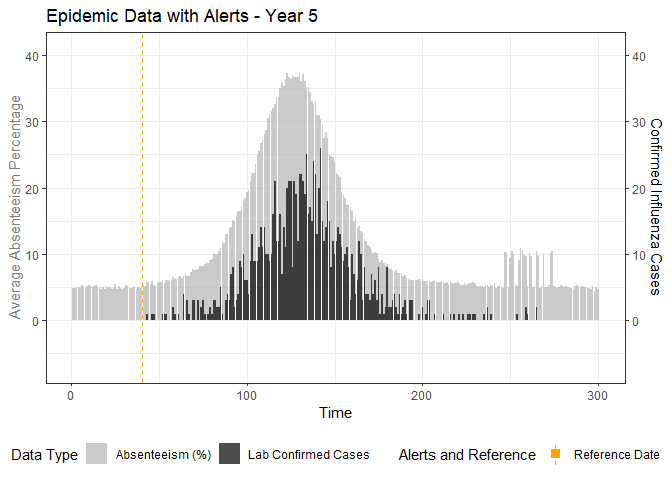 Epidemic Data with Alerts - Year 5
Average Absenteeism Percentage
40
30
20
10
0
40
30
20
10
0
Confirmed Influenza Cases
0
100
200
300
Time
Data Type
Absenteeism (%)
Lab Confirmed Cases
Alerts and Reference
Reference Date